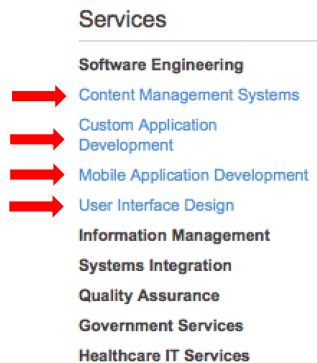 Services
Software Engineering
Content Management Systems
Custom Application
Development
Mobile Application Development
User Interface Design
Information Management
Systems Integration
Quality Assurance
Government Services
Healthcare IT Services